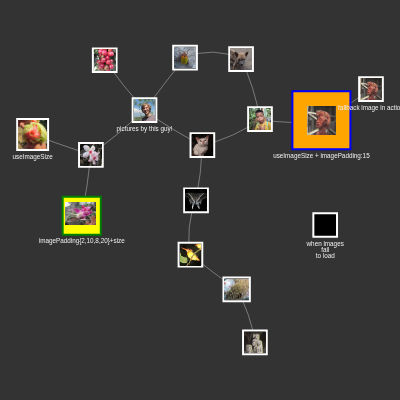 fallback image in actio
pictures by this guy!
useImageSize
useImageSize + imagePadding:15
imagePadding{2,10,8,20}+size
when images
fail
to load